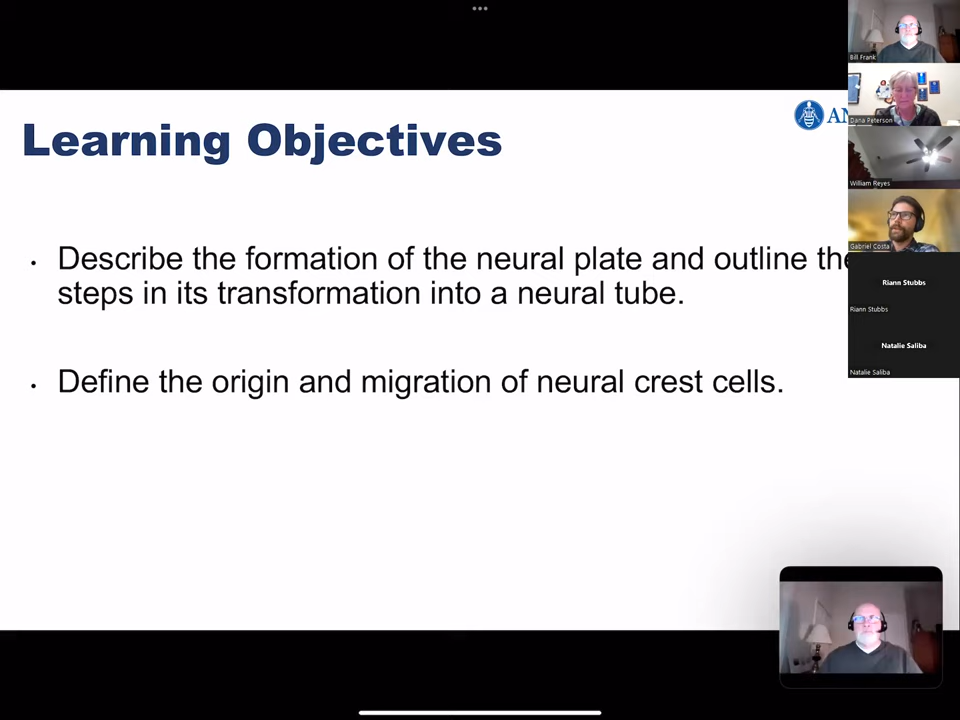 Learning Objectives
• Describe the formation of the neural plate and outline the
steps in its transformation into a neural tube.
• Define the origin and migration of neural crest cells.
Bill Frank
Dana Peterson
William Reyes
Gabriel Costa
Riann Stubbs
Riann Stubbs
Natalie Saliba
Natalie Saliba